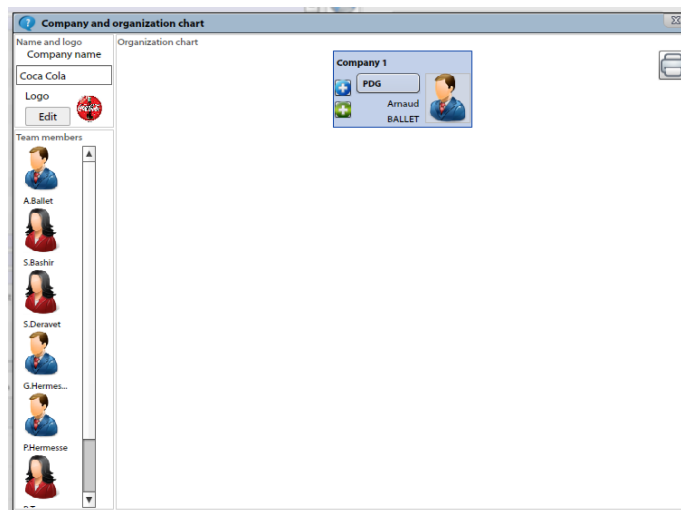 Company and organization chart
Name and logo
Company name
Coca Cola
Logo
Edit
Team members
A.Ballet
S.Bashir
S.Deravet
G.Hermes...
P.Hermesse
Organization chart
Company 1
PDG
Arnaud
BALLET